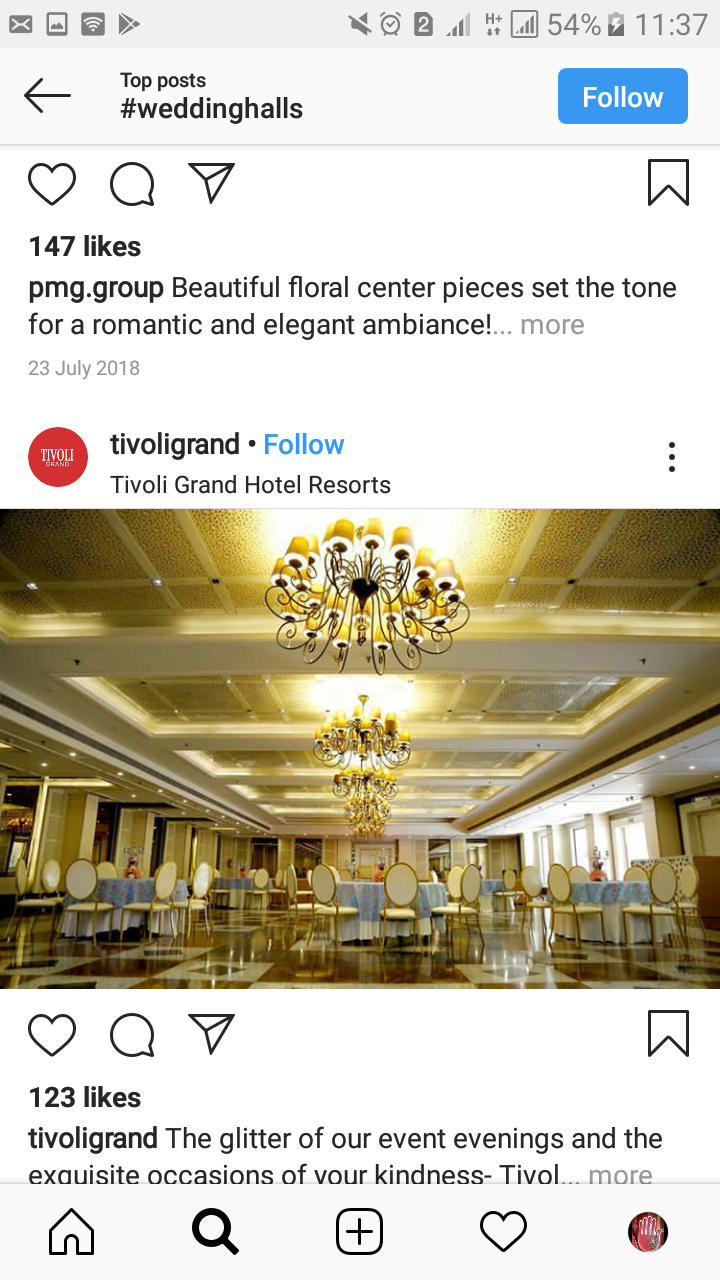 2 H+ 54% 11:37
Top posts
#weddinghalls
Follow
147 likes
pmg.group Beautiful floral center pieces set the tone
for a romantic and elegant ambiance!... more
23 July 2018
TIVOLI
GRAND
tivoligrand • Follow
Tivoli Grand Hotel Resorts
123 likes
tivoligrand The glitter of our event evenings and the
exquisite occasions of your kindness- Tivol... more